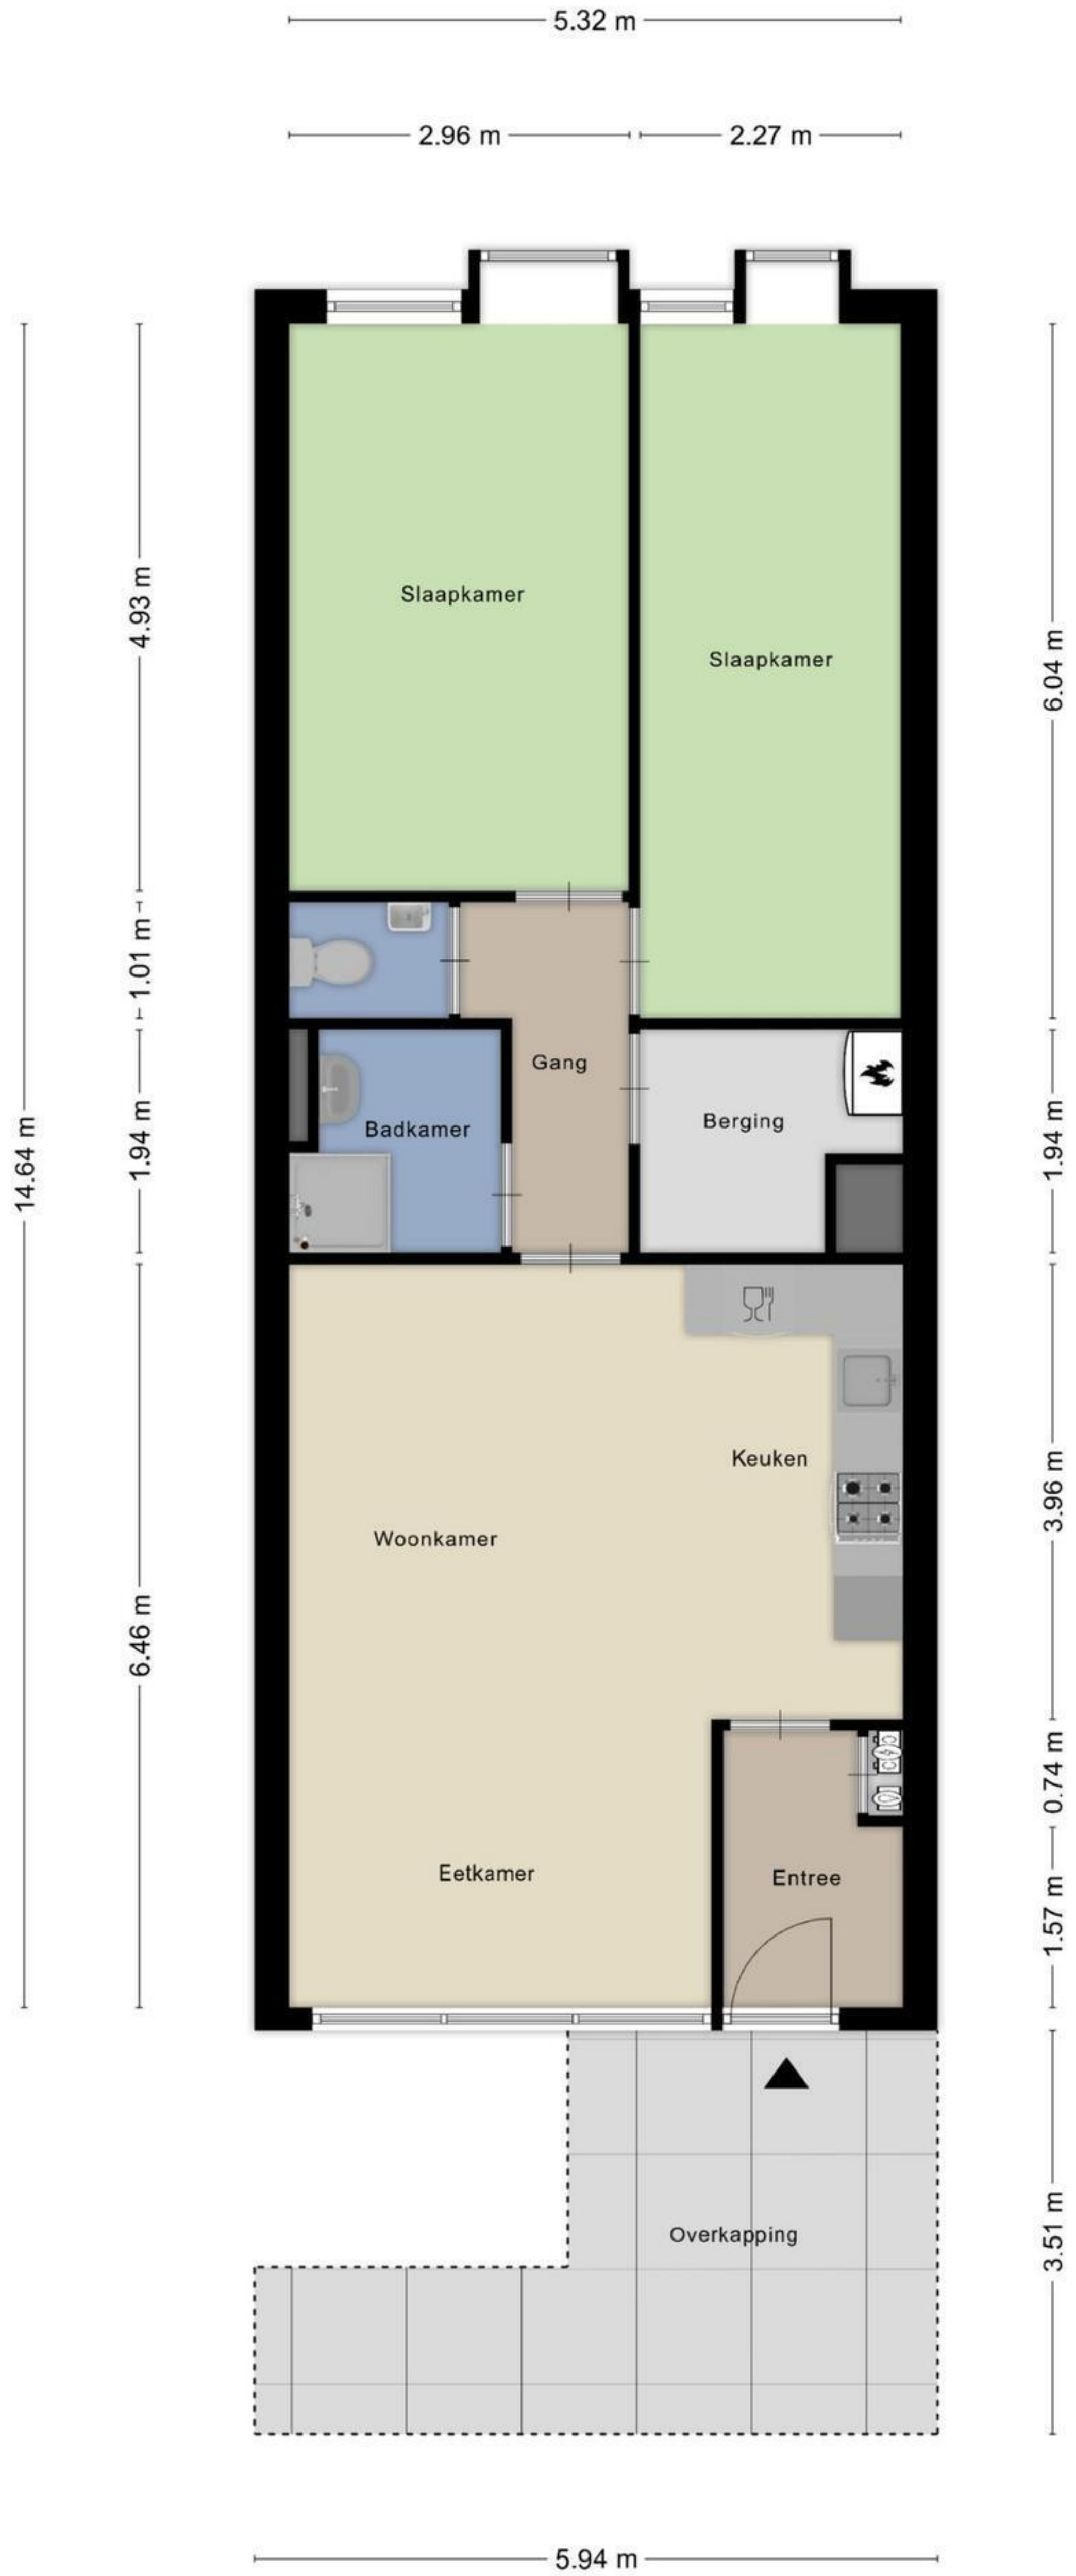 5.32 m
2.96 m
2.27 m
Slaapkamer
4.93 m
Slaapkamer
6.04 m
1.01 m
Gang
Berging
Badkamer
14.64 m
1.94 m
1.94 m
Keuken
3.96 m
Woonkamer
6.46 m
0.74 m
Eetkamer
Entree
1.57 m
Overkapping
3.51 m
5.94 m